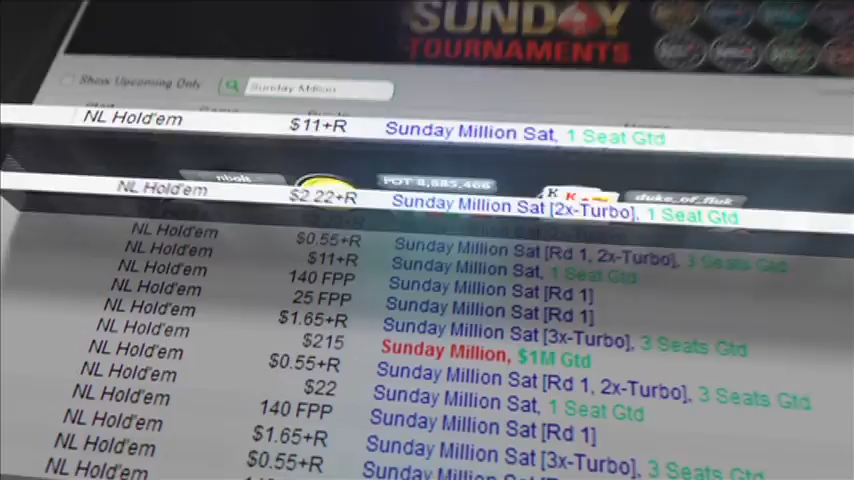 SUNDAY
TOURNAMENTS
Show Upcoming Only
Sunday Million
NL Hold'em $11+R Sunday Million Sat, 1 Seat Gtd
nbolt POT 8,885,466 K K duke_of_fluk
NL Hold'em $2.22+R Sunday Million Sat [2x-Turbo], 1 Seat Gtd
NL Hold'em $0.55+R Sunday Million Sat [Rd 1, 2x-Turbo], 3 Seats Gtd
NL Hold'em $11+R Sunday Million Sat, 1 Seat Gtd
NL Hold'em 140 FPP Sunday Million Sat [Rd 1]
NL Hold'em 25 FPP Sunday Million Sat [Rd 1]
NL Hold'em $1.65+R Sunday Million Sat [3x-Turbo], 3 Seats Gtd
NL Hold'em $215 Sunday Million, $1M Gtd
NL Hold'em $0.55+R Sunday Million Sat [Rd 1, 2x-Turbo], 3 Seats Gtd
NL Hold'em $22 Sunday Million Sat, 1 Seat Gtd
NL Hold'em 140 FPP Sunday Million Sat [Rd 1]
NL Hold'em $1.65+R Sunday Million Sat [3x-Turbo], 3 Seats
NL Hold'em $0.55+R Sunday Million Sat